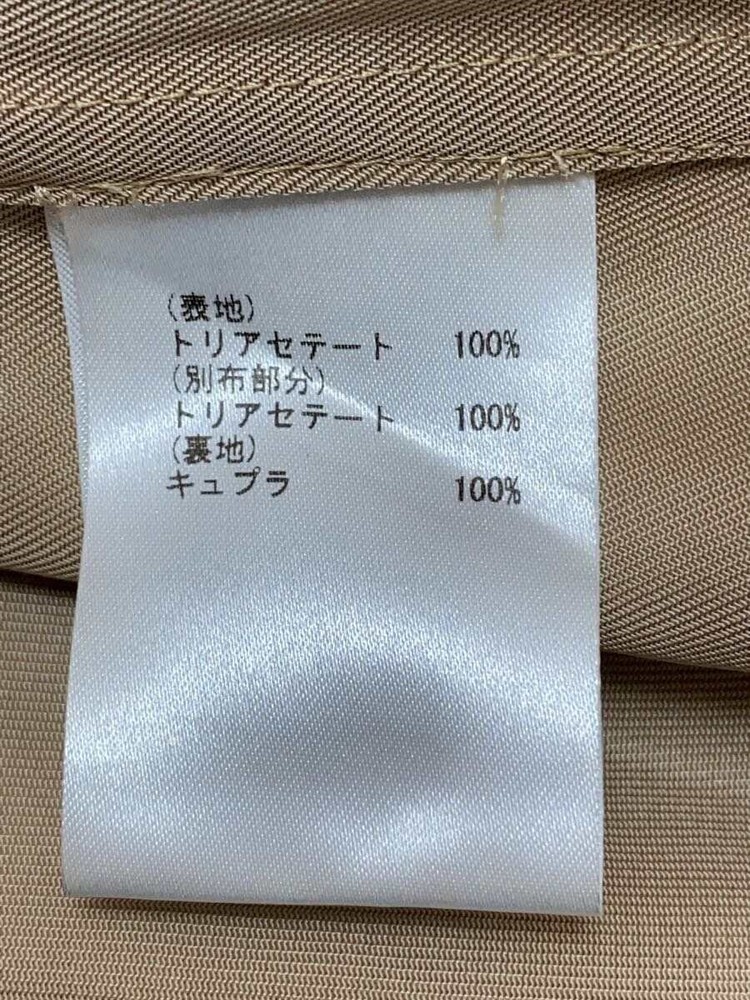 (表地)
トリアセテート 100%
(別布部分)
トリアセテート 100%
(裏地)
キュプラ 100%